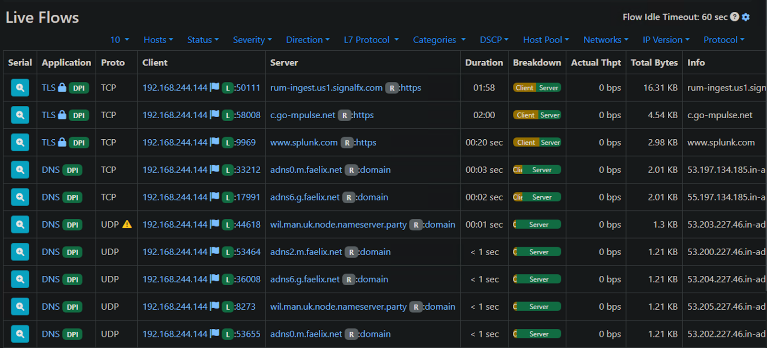 Live Flows
Flow Idle Timeout: 60 sec
10 Hosts Status Severity Direction L7 Protocol Categories DSCP Host Pool Networks IP Version Protocol
Serial Application Proto Client Server Duration Breakdown Actual Thpt Total Bytes Info
TLS DPI TCP 192.168.244.144 L :50111 rum-ingest.us1.signalfx.com R :https 01:58 Client Server 0 bps 16.31 KB rum-ingest.us1.sign
TLS DPI TCP 192.168.244.144 L :58008 c.go-mpulse.net R :https 02:00 Client Server 0 bps 4.54 KB c.go-mpulse.net
TLS DPI TCP 192.168.244.144 L :9969 www.splunk.com R :https 00:20 sec Client Server 0 bps 2.98 KB www.splunk.com
DNS DPI TCP 192.168.244.144 L :33212 adns0.m.faelix.net R :domain 00:03 sec Cli Server 0 bps 2.01 KB 53.197.134.185.in-a
DNS DPI TCP 192.168.244.144 L :17991 adns6.g.faelix.net R :domain 00:02 sec Cli Server 0 bps 2.01 KB 55.197.134.185.in-a
DNS DPI UDP 192.168.244.144 L :44618 wil.man.uk.node.nameserver.party R :domain 00:01 sec C Server 0 bps 1.3 KB 53.203.227.46.in-ad
DNS DPI UDP 192.168.244.144 L :53464 adns2.m.faelix.net R :domain < 1 sec C Server 0 bps 1.21 KB 53.200.227.46.in-ad
DNS DPI UDP 192.168.244.144 L :36008 adns6.g.faelix.net R :domain < 1 sec C Server 0 bps 1.21 KB 53.204.227.46.in-ad
DNS DPI UDP 192.168.244.144 L :8273 wil.man.uk.node.nameserver.party R :domain < 1 sec C Server 0 bps 1.21 KB 53.205.227.46.in-ad
DNS DPI UDP 192.168.244.144 L :53655 adns0.m.faelix.net R :domain < 1 sec C Server 0 bps 1.21 KB 53.202.227.46.in-ad